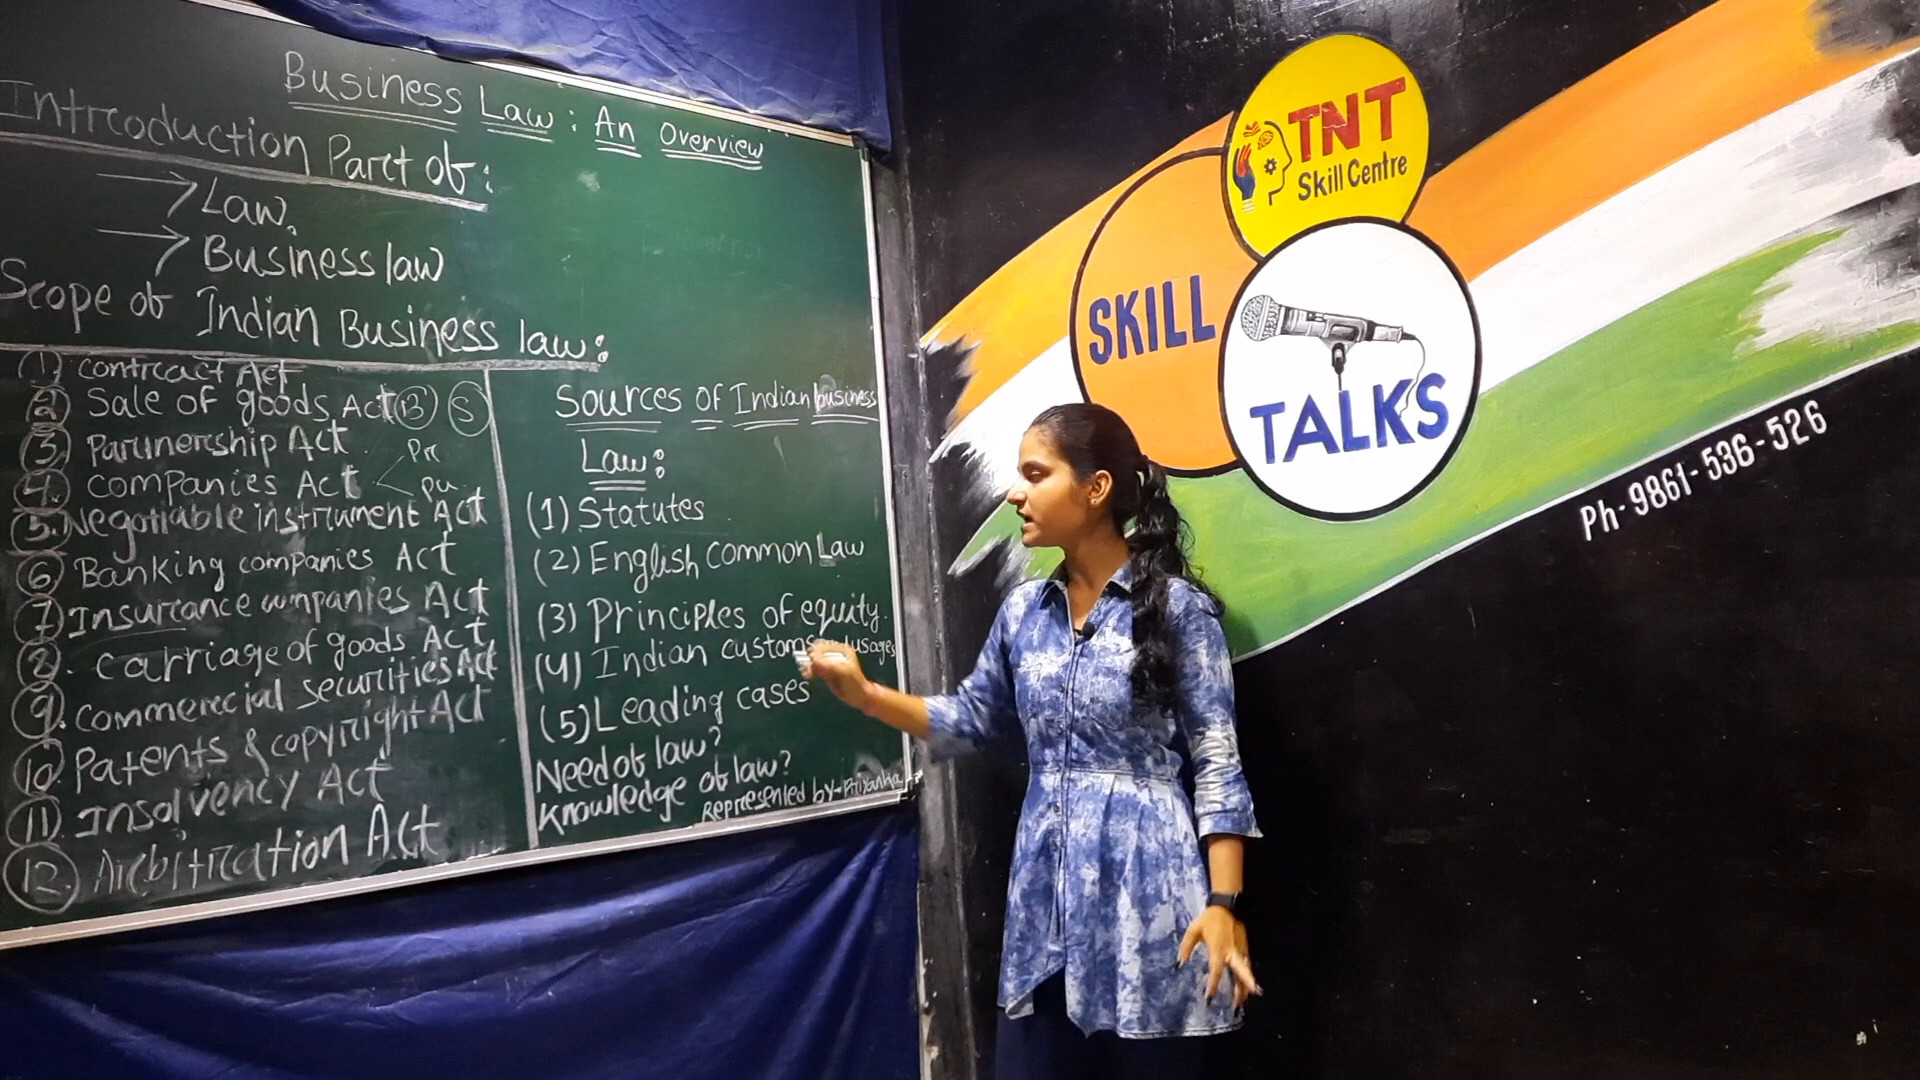 Business Law : An Overview
Introduction Part of :
→ Law.
→ Business law
Scope of Indian Business law :
(1) Contract Act
(2) Sale of goods Act (B) (S)
(3) Partnership Act
(4) Companies Act Pr Pu
(5) Negotiable instrument Act
(6) Banking companies Act
(7) Insurance companies Act
(8) Carriage of goods Act
(9) Commercial securities Act
(10) Patents & copyright Act
(11) Insolvency Act
(12) Arbitration Act
Sources of Indian business
Law :
(1) Statutes
(2) English Common Law
(3) Principles of equity.
(4) Indian customs usages
(5) Leading cases
Need of law?
Knowledge of law?
Represented by - Priyanka
TNT
Skill Centre
SKILL
TALKS
Ph- 9861-536-526